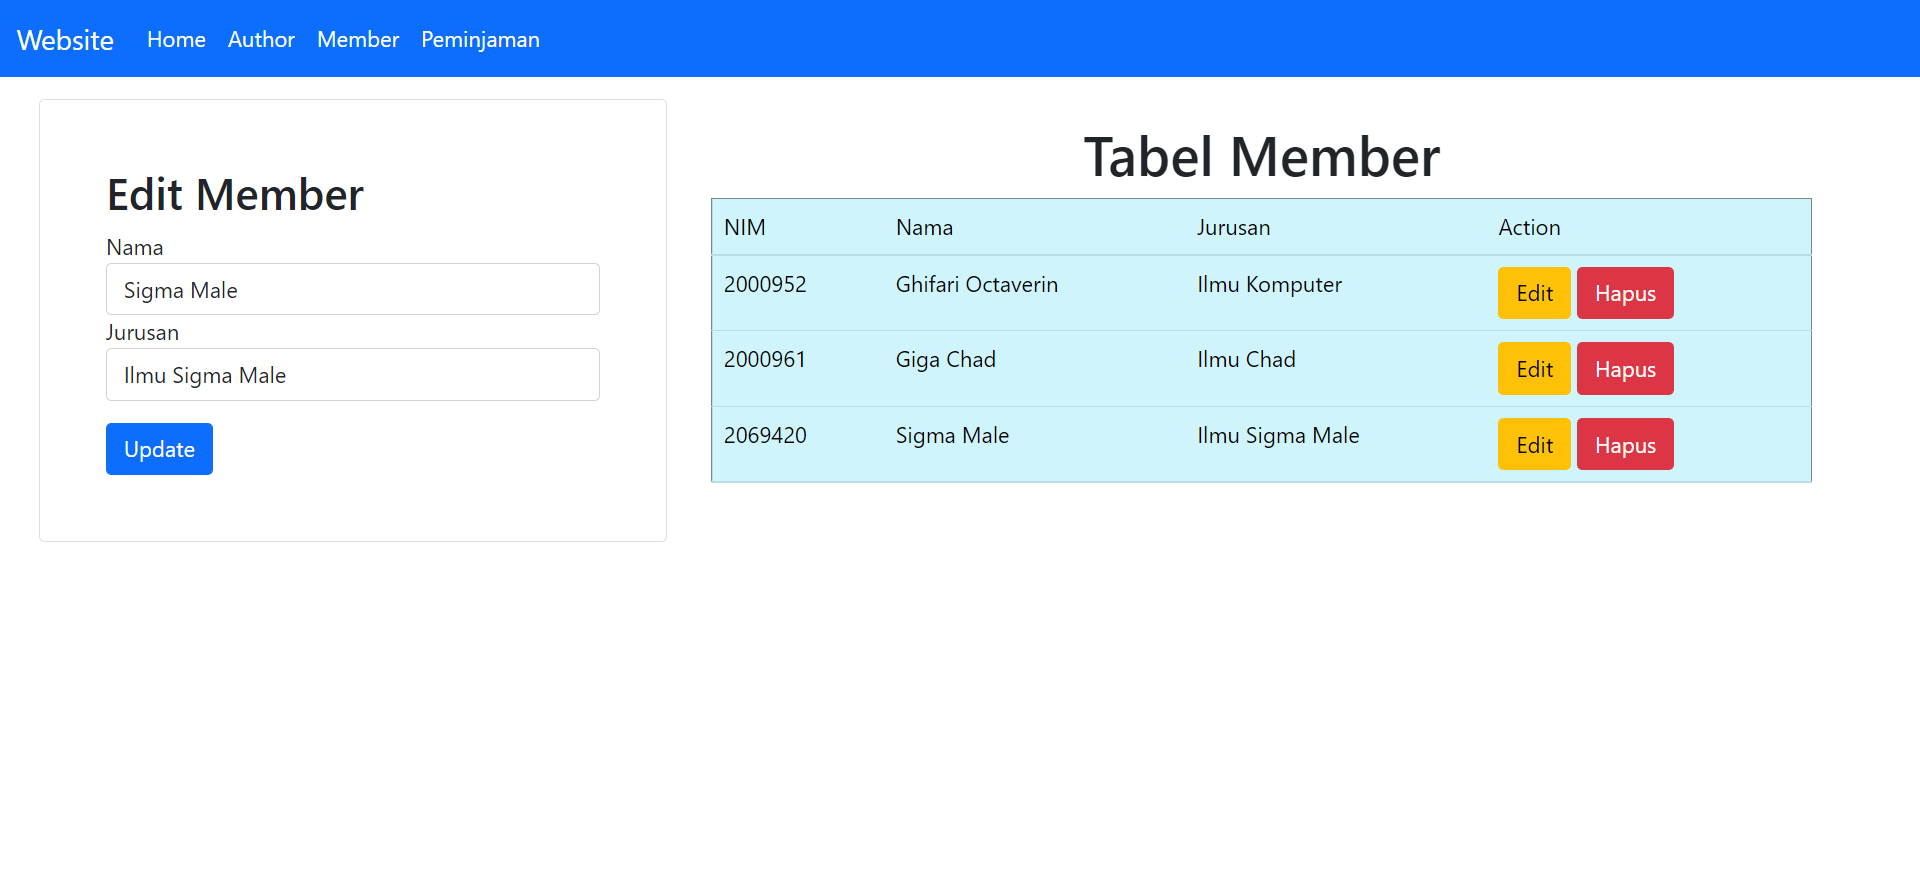 Website Home Author Member Peminjaman
Edit Member
Nama
Sigma Male
Jurusan
Ilmu Sigma Male
Update
Tabel Member
NIM Nama Jurusan Action
2000952 Ghifari Octaverin Ilmu Komputer Edit Hapus
2000961 Giga Chad Ilmu Chad Edit Hapus
2069420 Sigma Male Ilmu Sigma Male Edit Hapus